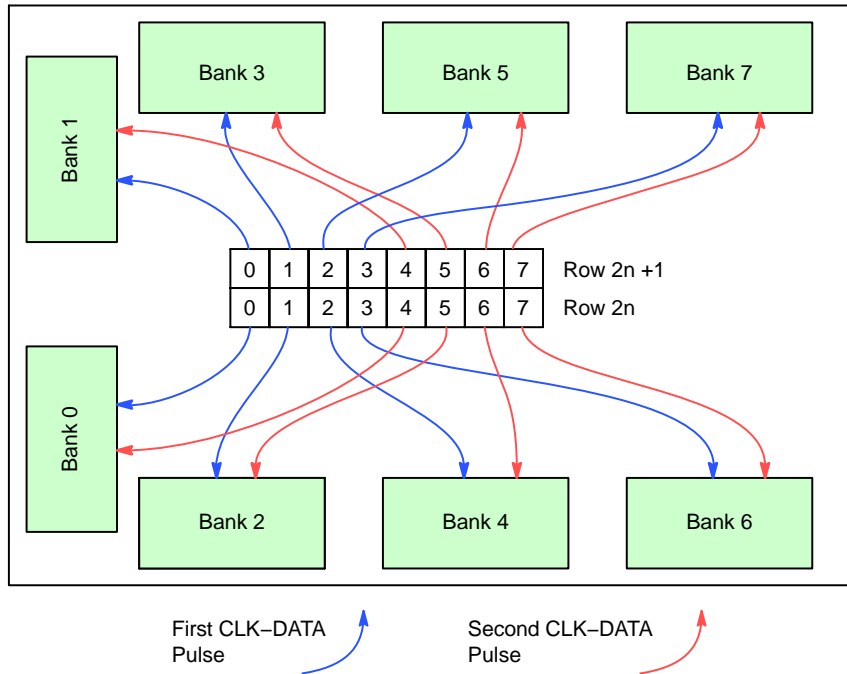 Bank 3
Bank 5
Bank 7
Bank 1
0 1 2 3 4 5 6 7 Row 2n +1
0 1 2 3 4 5 6 7 Row 2n
Bank 0
Bank 2
Bank 4
Bank 6
First CLK–DATA
Pulse
Second CLK–DATA
Pulse